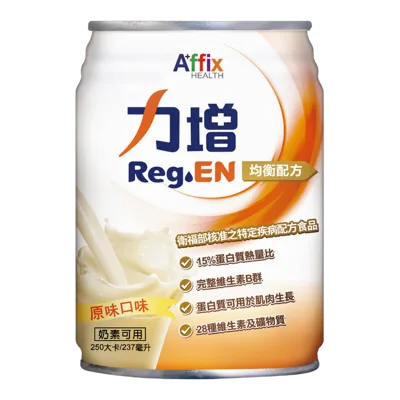 Affix
HEALTH
力增
Reg.EN 均衡配方
衛福部核准之特定疾病配方食品
15%蛋白質熱量比
完整維生素B群
蛋白質可用於肌肉生長
28種維生素及礦物質
原味口味
奶素可用
250大卡/237毫升